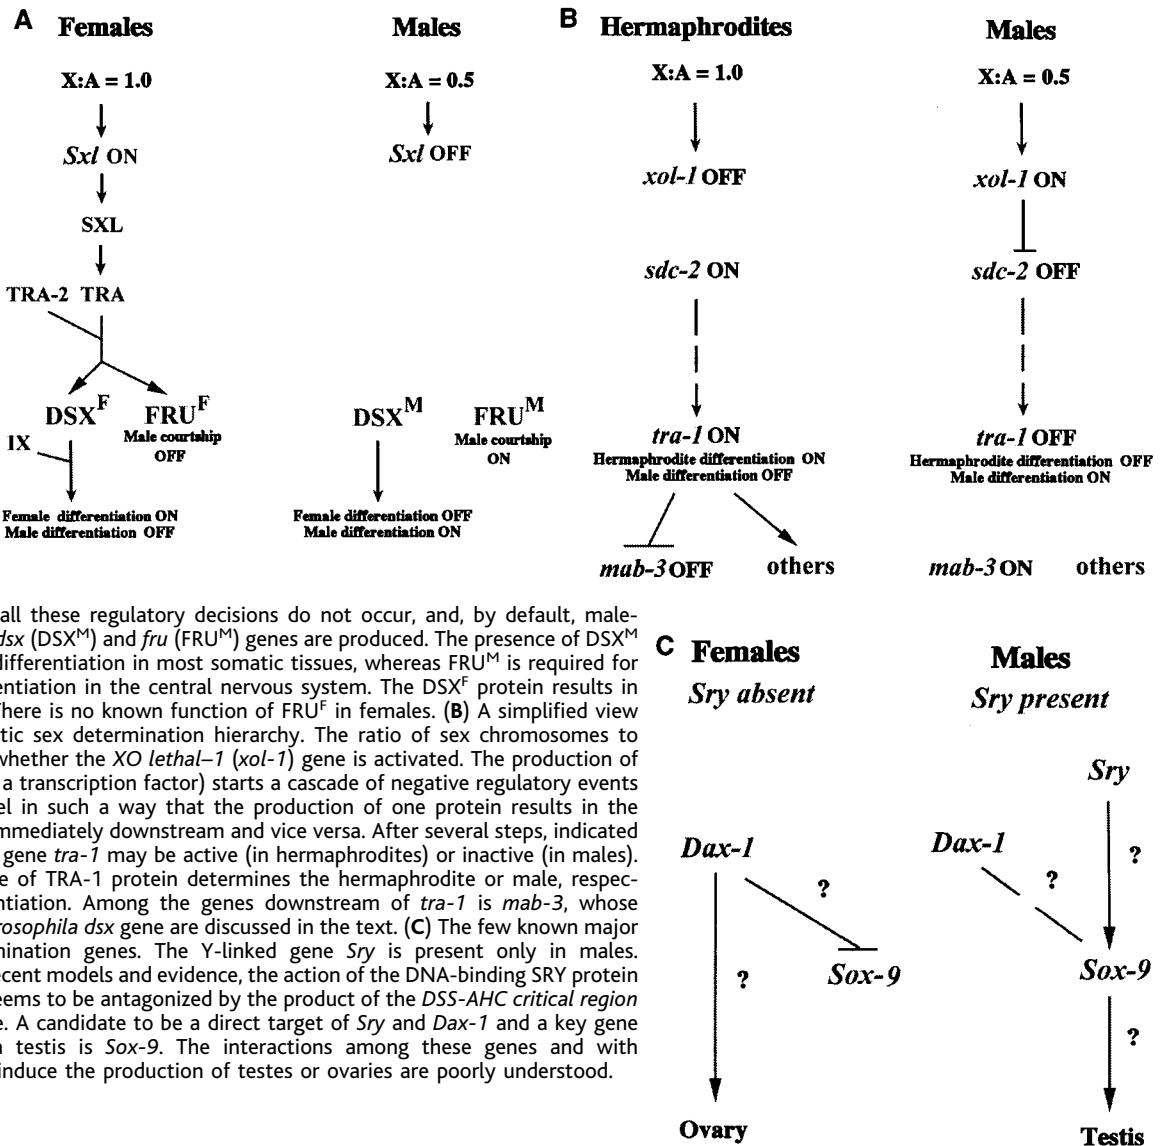 A
Females
Males
X:A = 1.0
X:A = 0.5
Sxl ON
Sxl OFF
SXL
TRA-2 TRA
DSX^F
FRU^F
Male courtship
OFF
IX
Female differentiation ON
Male differentiation OFF
DSX^M
FRU^M
Male courtship
ON
Female differentiation OFF
Male differentiation ON
B
Hermaphrodites
Males
X:A = 1.0
X:A = 0.5
xol-1 OFF
xol-1 ON
sdc-2 ON
sdc-2 OFF
tra-1 ON
Hermaphrodite differentiation ON
Male differentiation OFF
tra-1 OFF
Hermaphrodite differentiation OFF
Male differentiation ON
mab-3 OFF
others
mab-3 ON
others
all these regulatory decisions do not occur, and, by default, male-
dsx (DSX^M) and fru (FRU^M) genes are produced. The presence of DSX^M
differentiation in most somatic tissues, whereas FRU^M is required for
entiation in the central nervous system. The DSX^F protein results in
There is no known function of FRU^F in females. (B) A simplified view
tic sex determination hierarchy. The ratio of sex chromosomes to
whether the XO lethal–1 (xol-1) gene is activated. The production of
a transcription factor) starts a cascade of negative regulatory events
el in such a way that the production of one protein results in the
mmediately downstream and vice versa. After several steps, indicated
gene tra-1 may be active (in hermaphrodites) or inactive (in males).
e of TRA-1 protein determines the hermaphrodite or male, respec-
ntiation. Among the genes downstream of tra-1 is mab-3, whose
rosophila dsx gene are discussed in the text. (C) The few known major
mination genes. The Y-linked gene Sry is present only in males.
ecent models and evidence, the action of the DNA-binding SRY protein
eems to be antagonized by the product of the DSS-AHC critical region
e. A candidate to be a direct target of Sry and Dax-1 and a key gene
n testis is Sox-9. The interactions among these genes and with
induce the production of testes or ovaries are poorly understood.
C
Females
Males
Sry absent
Sry present
Sry
Dax-1
Dax-1
?
?
?
?
Sox-9
Sox-9
?
Ovary
Testis